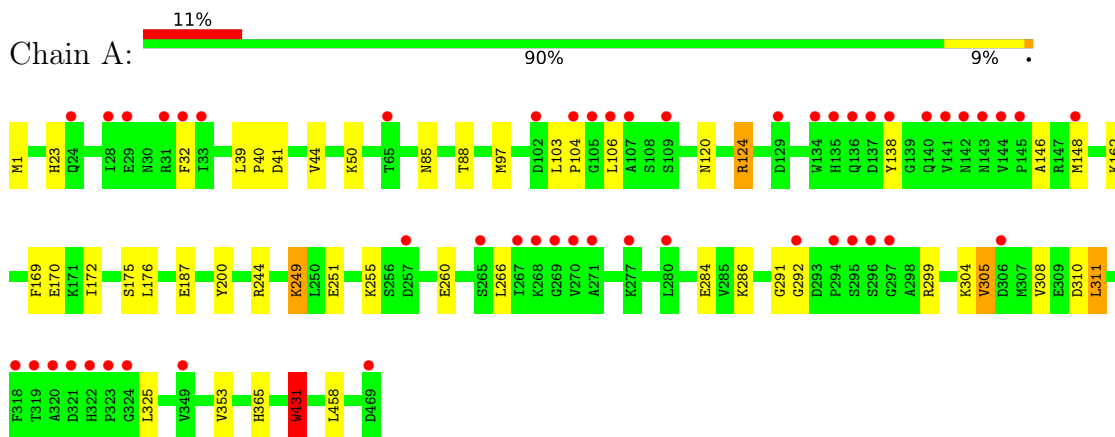 11%
Chain A:
90% 9% •
M1 H23 Q24 I28 E29 N30 R31 F32 I33 L39 P40 D41 V44 K50 T65 N85 T88 M97 D102 L103 P104 G105 L106 A107 S108 S109 N120 R124 D129 W134 H135 Q136 D137 Y138 G139 Q140 V141 N142 N143 V144 P145 A146 R147 M148 K162
F169 E170 K171 I172 S175 L176 E187 Y200 R244 K249 L250 E251 K255 S256 D257 E260 S265 L266 I267 K268 G269 V270 A271 K277 L280 E284 V285 K286 G291 G292 D293 P294 S295 S296 G297 A298 R299 K304 V305 D306 M307 V308 E309 D310 L311
F318 T319 A320 D321 H322 P323 G324 L325 V349 V353 H365 W431 L458 D469